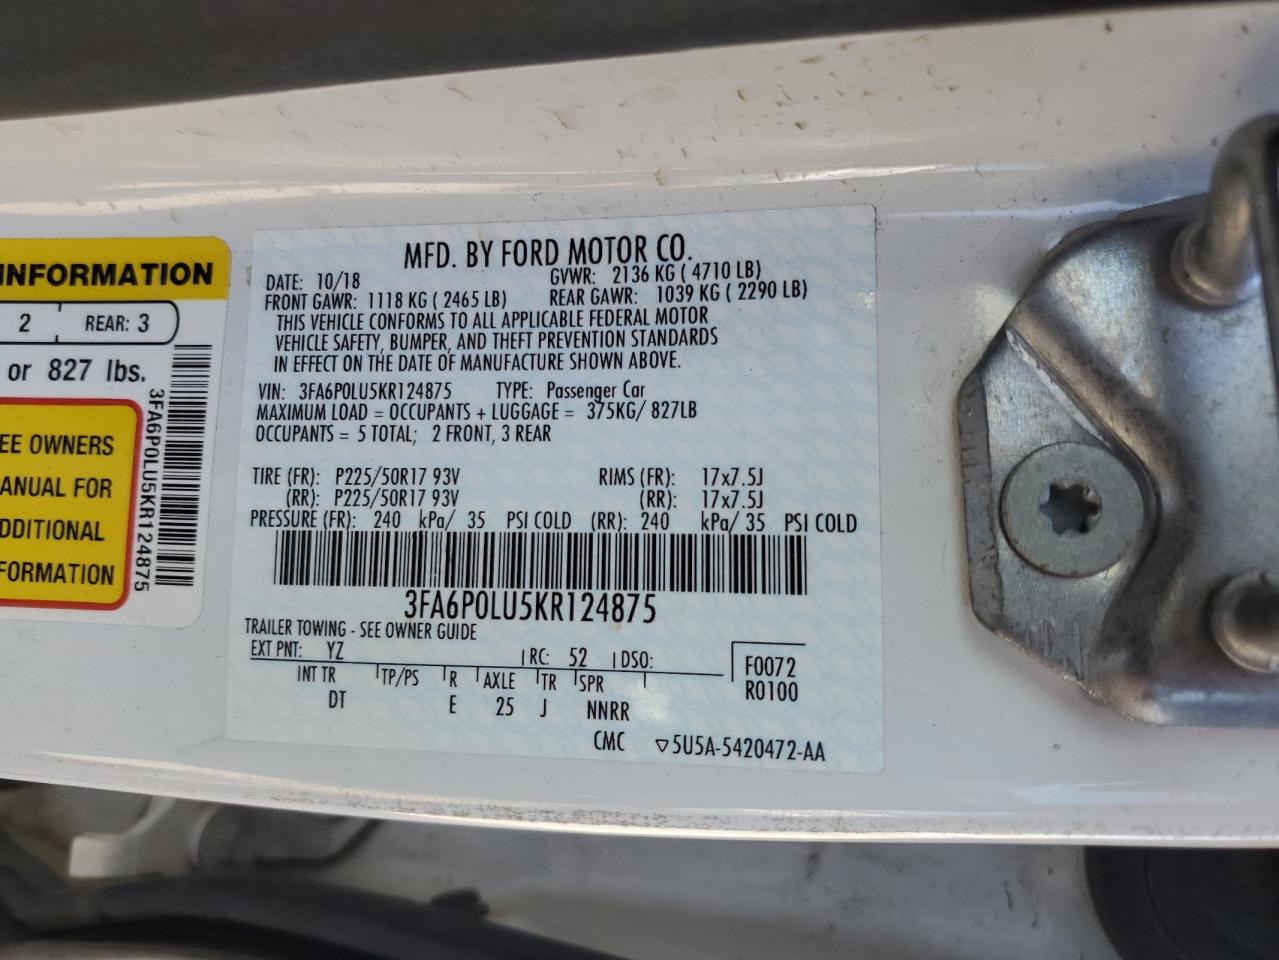 INFORMATION
2 REAR: 3
or 827 lbs.
EE OWNERS
ANUAL FOR
DDITIONAL
FORMATION
3FA6P0LU5KR124875
MFD. BY FORD MOTOR CO.
DATE: 10/18 GVWR: 2136 KG ( 4710 LB)
FRONT GAWR: 1118 KG ( 2465 LB) REAR GAWR: 1039 KG ( 2290 LB)
THIS VEHICLE CONFORMS TO ALL APPLICABLE FEDERAL MOTOR
VEHICLE SAFETY, BUMPER, AND THEFT PREVENTION STANDARDS
IN EFFECT ON THE DATE OF MANUFACTURE SHOWN ABOVE.
VIN: 3FA6P0LU5KR124875 TYPE: Passenger Car
MAXIMUM LOAD = OCCUPANTS + LUGGAGE = 375KG/ 827LB
OCCUPANTS = 5 TOTAL; 2 FRONT, 3 REAR
TIRE (FR): P225/50R17 93V RIMS (FR): 17x7.5J
(RR): P225/50R17 93V (RR): 17x7.5J
PRESSURE (FR): 240 kPa/ 35 PSI COLD (RR): 240 kPa/ 35 PSI COLD
3FA6P0LU5KR124875
TRAILER TOWING - SEE OWNER GUIDE
EXT PNT: YZ RC: 52 DSO: F0072
INT TR TP/PS R AXLE TR SPR R0100
DT E 25 J NNRR
CMC ▽5U5A-5420472-AA